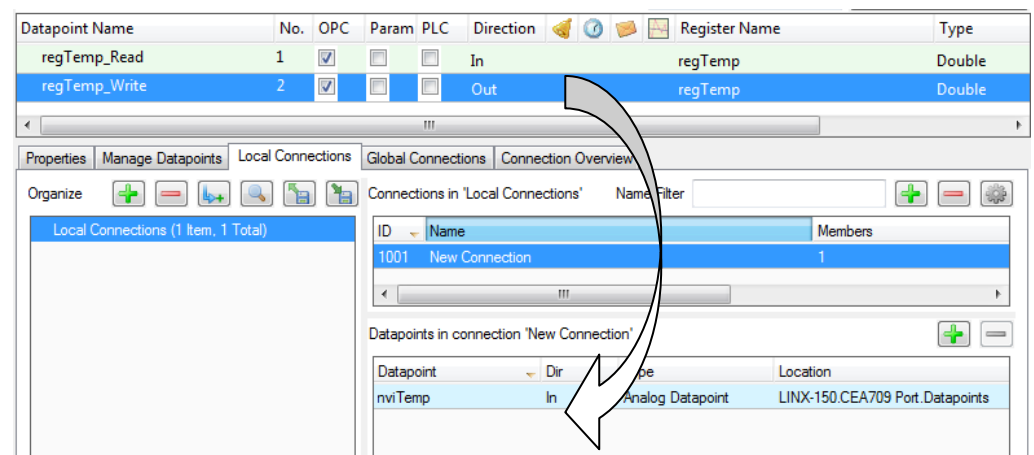 Datapoint Name No. OPC Param PLC Direction Register Name Type
regTemp_Read 1 In regTemp Double
regTemp_Write 2 Out regTemp Double
Properties Manage Datapoints Local Connections Global Connections Connection Overview
Organize Connections in 'Local Connections' Name Filter
Local Connections (1 Item, 1 Total) ID Name Members
1001 New Connection 1
Datapoints in connection 'New Connection'
Datapoint Dir Location
nviTemp In Analog Datapoint LINX-150.CEA709 Port.Datapoints